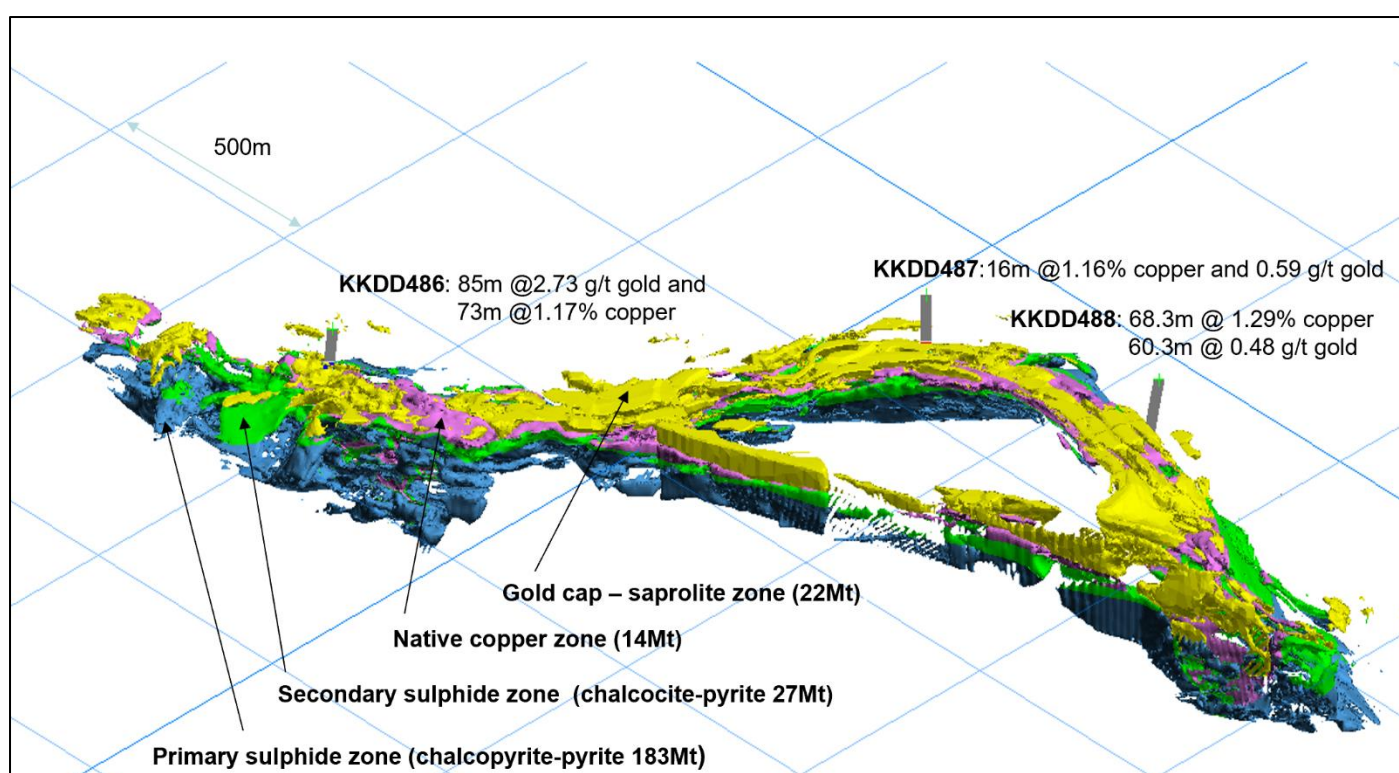 500m
KKDD486: 85m @2.73 g/t gold and
73m @1.17% copper
KKDD487:16m @1.16% copper and 0.59 g/t gold
KKDD488: 68.3m @ 1.29% copper
60.3m @ 0.48 g/t gold
Gold cap – saprolite zone (22Mt)
Native copper zone (14Mt)
Secondary sulphide zone (chalcocite-pyrite 27Mt)
Primary sulphide zone (chalcopyrite-pyrite 183Mt)